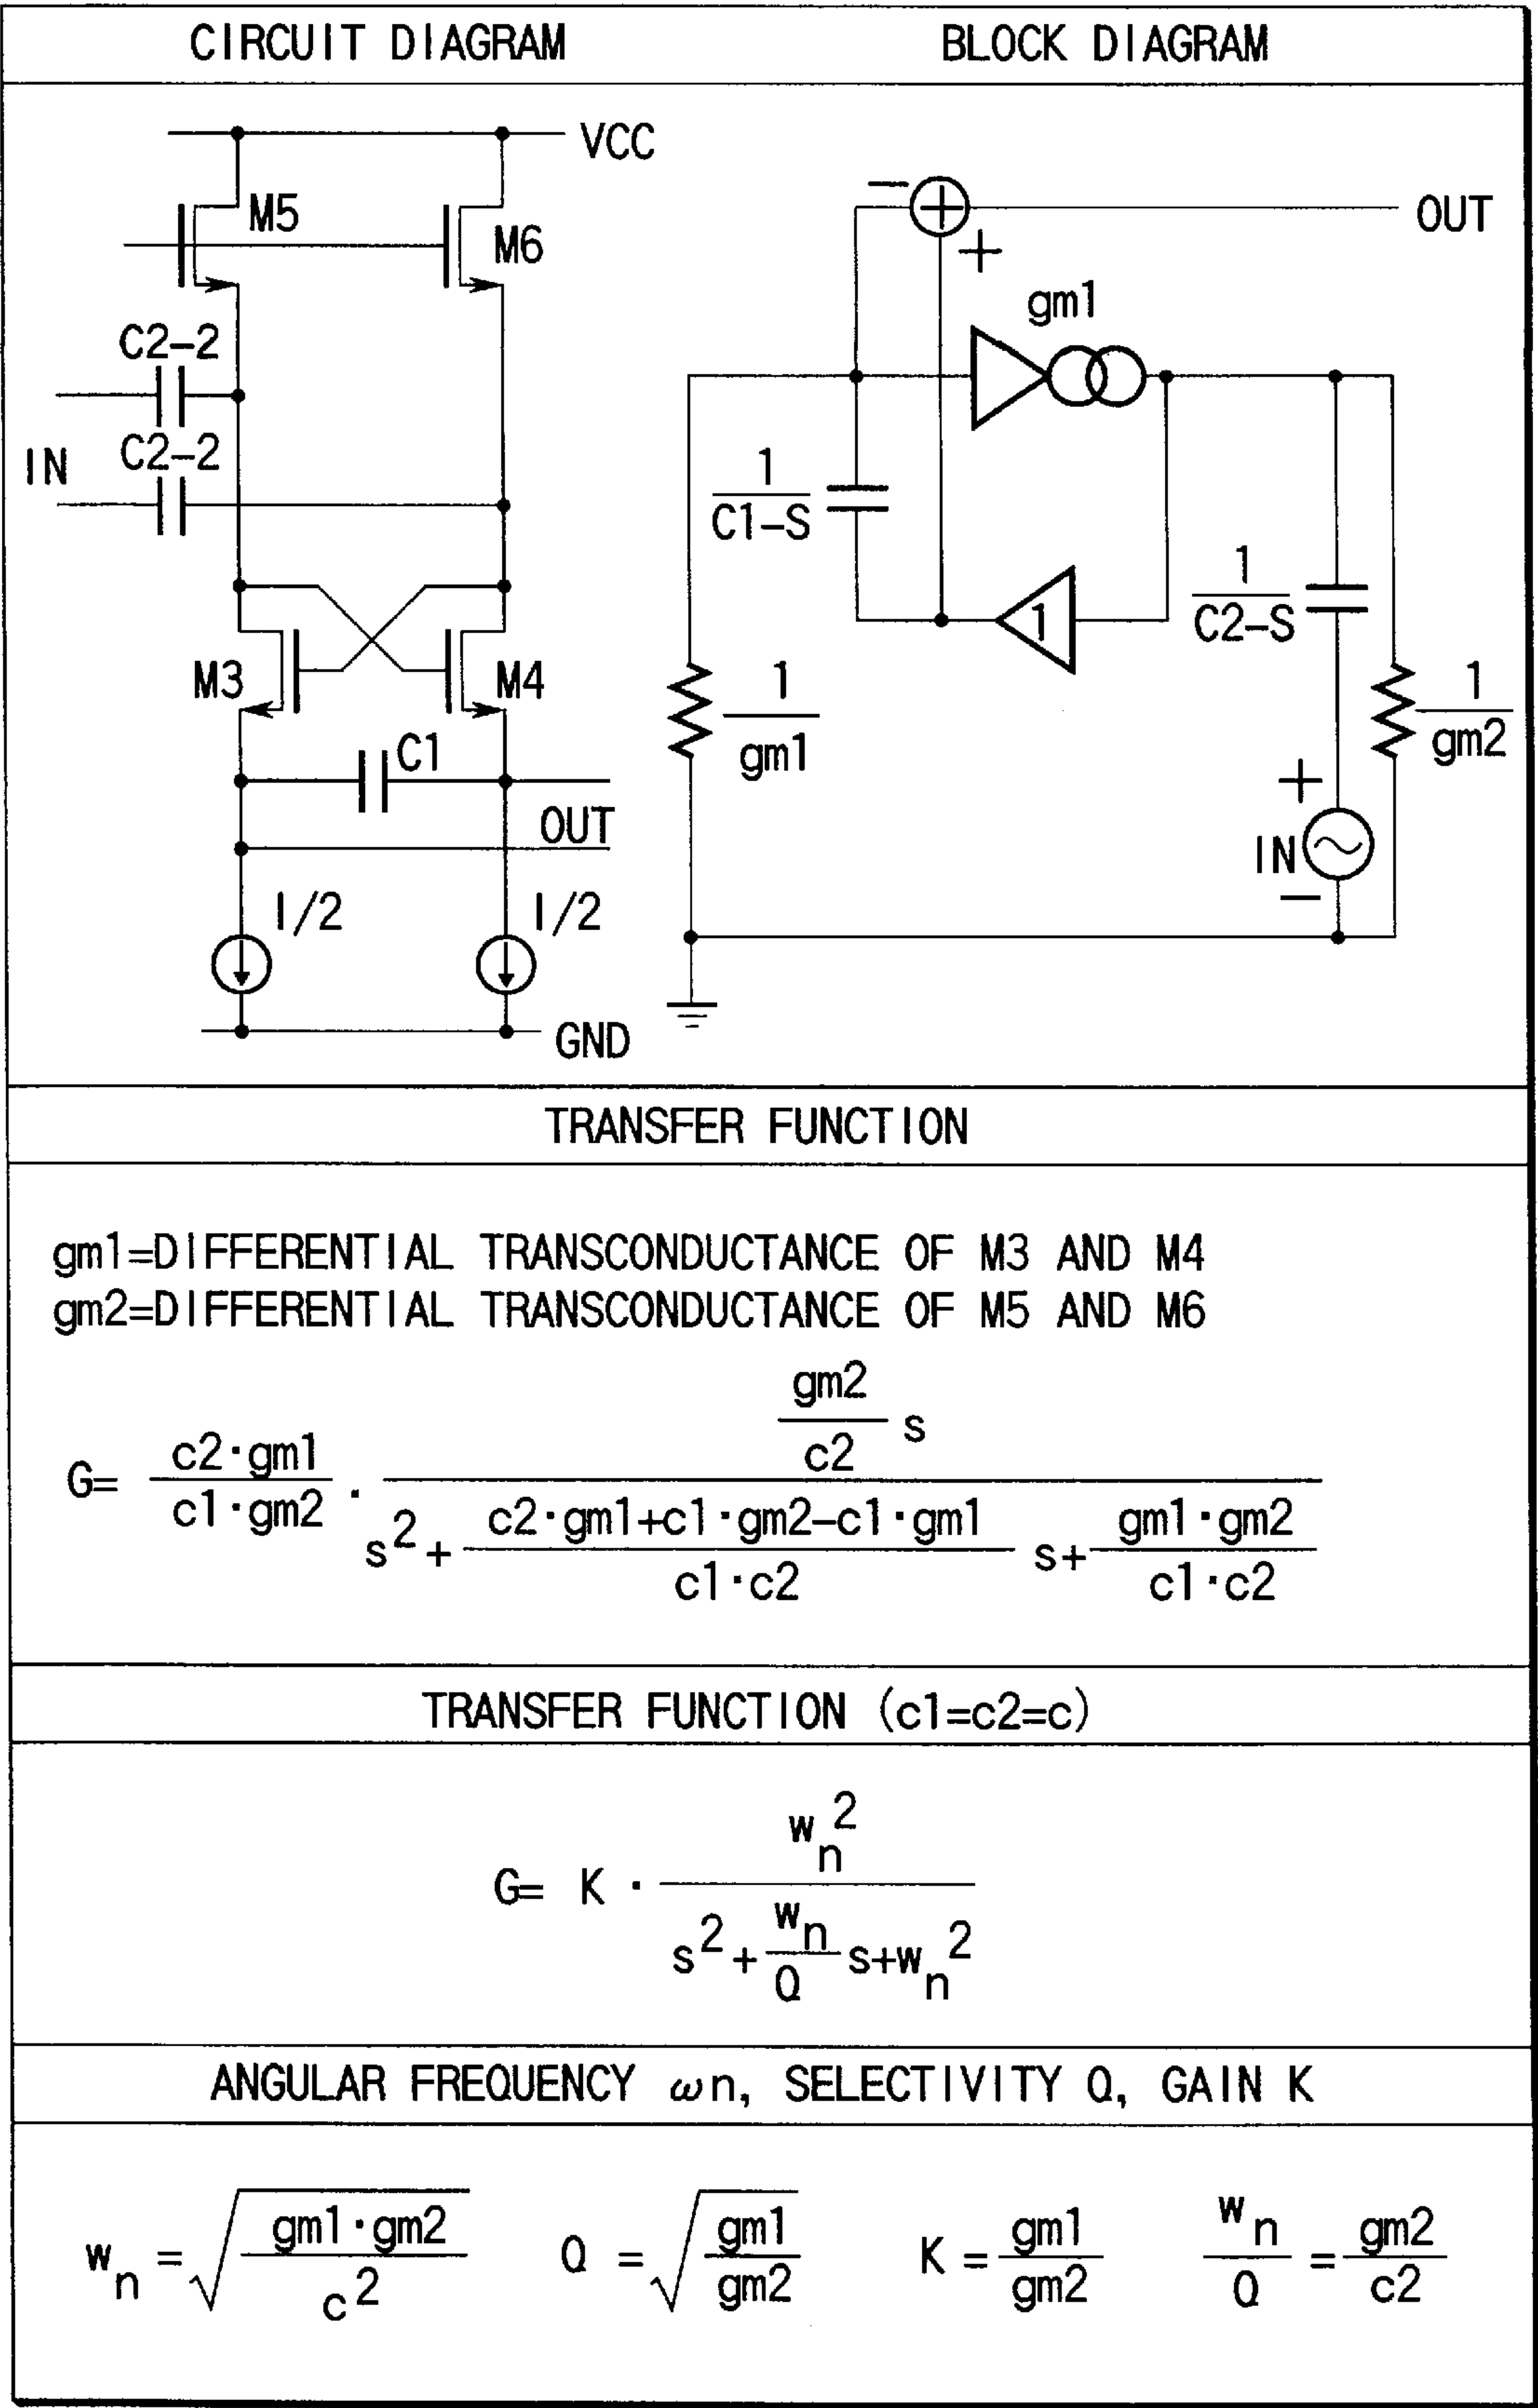 CIRCUIT DIAGRAM
BLOCK DIAGRAM
VCC
M5
M6
C2-2
C2-2
IN
M3
M4
C1
OUT
I/2
I/2
GND
−
OUT
+
gm1
1
C1-S
1
1
C2-S
1
gm1
1
gm2
+
IN
−
TRANSFER FUNCTION
gm1=DIFFERENTIAL TRANSCONDUCTANCE OF M3 AND M4
gm2=DIFFERENTIAL TRANSCONDUCTANCE OF M5 AND M6
G= c2·gm1/c1·gm2 · (gm2/c2 s)/(s²+ (c2·gm1+c1·gm2−c1·gm1)/(c1·c2) s+ (gm1·gm2)/(c1·c2))
TRANSFER FUNCTION (c1=c2=c)
G= K · wn²/(s²+ wn/Q s+wn²)
ANGULAR FREQUENCY ωn, SELECTIVITY Q, GAIN K
wn = √(gm1·gm2/c²) Q = √(gm1/gm2) K = gm1/gm2 wn/Q = gm2/c2